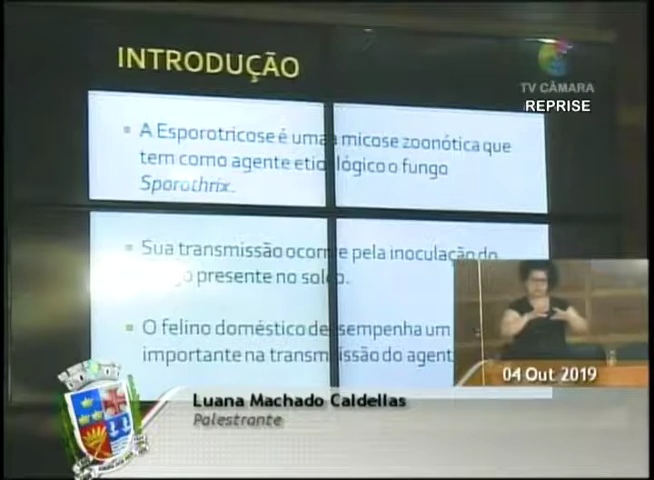 INTRODUÇÃO
TV CÂMARA
REPRISE
A Esporotricose é uma micose zoonótica que
tem como agente etiológico o fungo
Sporothrix.
Sua transmissão ocorre pela inoculação do
presente no solo.
O felino doméstico desempenha um
importante na transmissão do agent
04 Out 2019
Luana Machado Caldellas
Palestrante